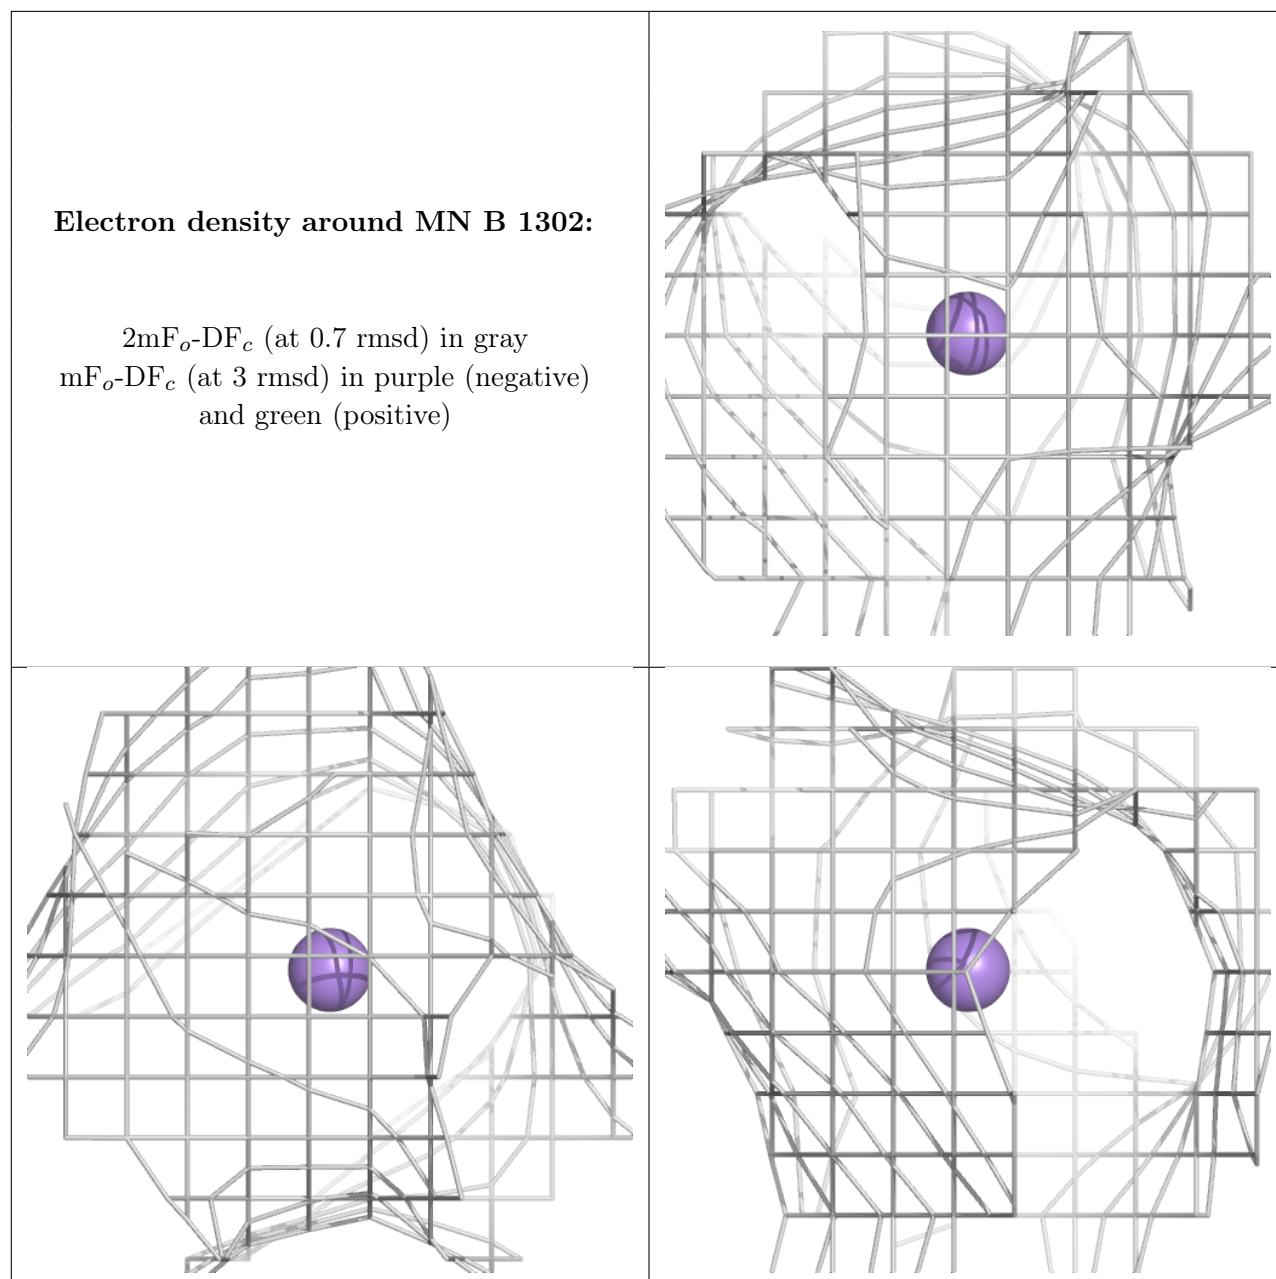 Electron density around MN B 1302:
2mFo-DFc (at 0.7 rmsd) in gray
mFo-DFc (at 3 rmsd) in purple (negative)
and green (positive)